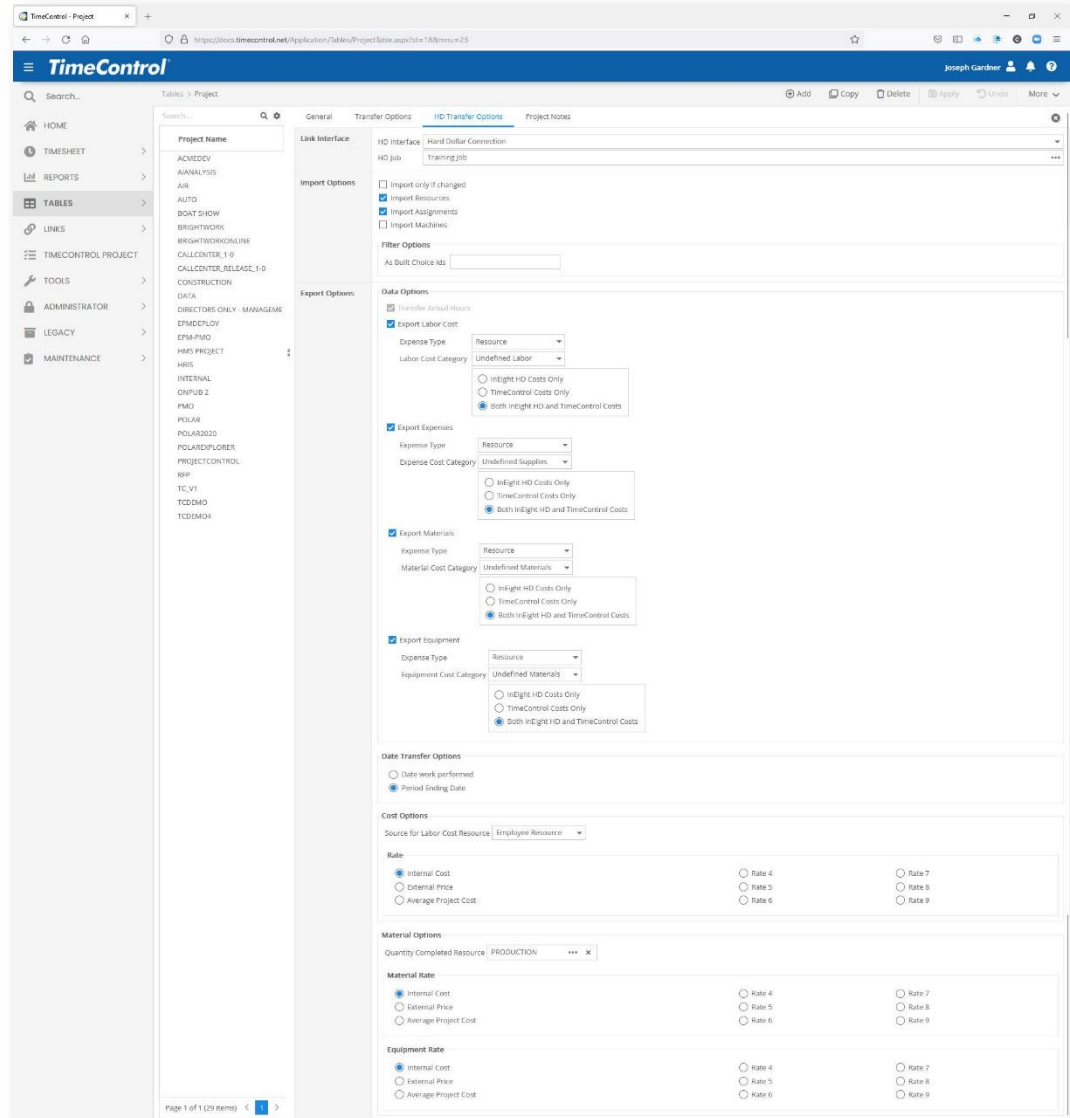 TimeControl - Project
https://docs.timecontrol.net/Application/Tables/ProjectTable.aspx?st=188&mnu=23
TimeControl
Joseph Gardner
Search...
HOME
TIMESHEET
REPORTS
TABLES
LINKS
TIMECONTROL PROJECT
TOOLS
ADMINISTRATOR
LEGACY
MAINTENANCE
Tables > Project
Add Copy Delete Apply Undo More
Search...
Project Name
ACMEDEV
AIANALYSIS
AIR
AUTO
BOAT SHOW
BRIGHTWORK
BRIGHTWORKONLINE
CALLCENTER_1-0
CALLCENTER_RELEASE_1-0
CONSTRUCTION
DATA
DIRECTORS ONLY - MANAGEME
EPMDEPLOY
EPM-PMO
HMS PROJECT
HRIS
INTERNAL
ONPUB 2
PMO
POLAR
POLAR2020
POLAREXPLORER
PROJECTCONTROL
RFP
TC_V1
TCDEMO
TCDEMO4
Page 1 of 1 (29 items) < 1 >
General Transfer Options HD Transfer Options Project Notes
Link Interface
HD Interface Hard Dollar Connection
HD Job Training Job
Import Options
Import only if changed
Import Resources
Import Assignments
Import Machines
Filter Options
As Built Choice Ids
Export Options
Data Options
Transfer Actual Hours
Export Labor Cost
Expense Type Resource
Labor Cost Category Undefined Labor
InEight HD Costs Only
TimeControl Costs Only
Both InEight HD and TimeControl Costs
Export Expenses
Expense Type Resource
Expense Cost Category Undefined Supplies
InEight HD Costs Only
TimeControl Costs Only
Both InEight HD and TimeControl Costs
Export Materials
Expense Type Resource
Material Cost Category Undefined Materials
InEight HD Costs Only
TimeControl Costs Only
Both InEight HD and TimeControl Costs
Export Equipment
Expense Type Resource
Equipment Cost Category Undefined Materials
InEight HD Costs Only
TimeControl Costs Only
Both InEight HD and TimeControl Costs
Date Transfer Options
Date work performed
Period Ending Date
Cost Options
Source for Labor Cost Resource Employee Resource
Rate
Internal Cost Rate 4 Rate 7
External Price Rate 5 Rate 8
Average Project Cost Rate 6 Rate 9
Material Options
Quantity Completed Resource PRODUCTION
Material Rate
Internal Cost Rate 4 Rate 7
External Price Rate 5 Rate 8
Average Project Cost Rate 6 Rate 9
Equipment Rate
Internal Cost Rate 4 Rate 7
External Price Rate 5 Rate 8
Average Project Cost Rate 6 Rate 9